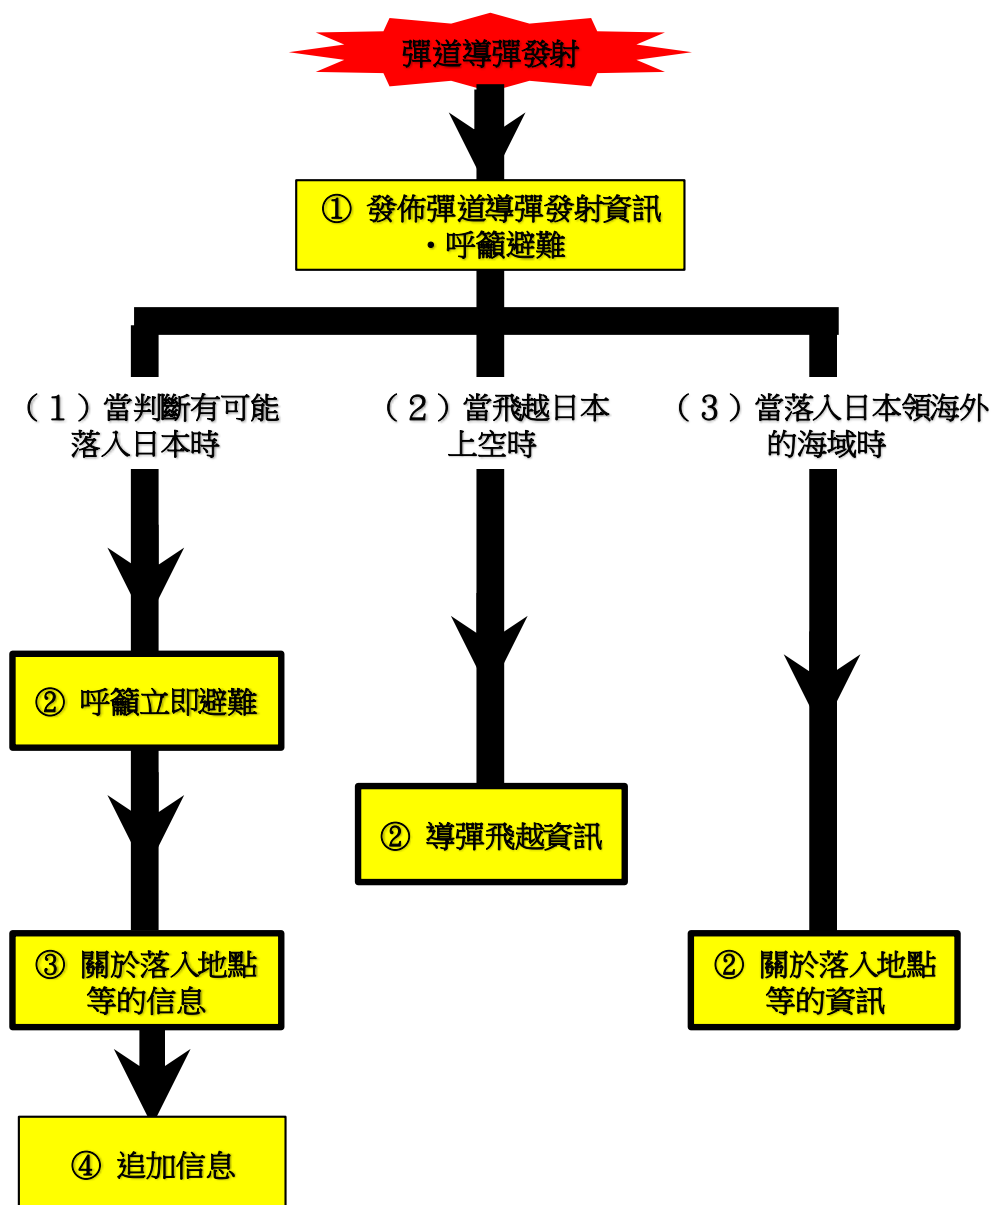 彈道導彈發射
① 發佈彈道導彈發射資訊
・呼籲避難
（１）當判斷有可能
落入日本時
（２）當飛越日本
上空時
（３）當落入日本領海外
的海域時
② 呼籲立即避難
② 導彈飛越資訊
③ 關於落入地點
等的信息
② 關於落入地點
等的資訊
④ 追加信息